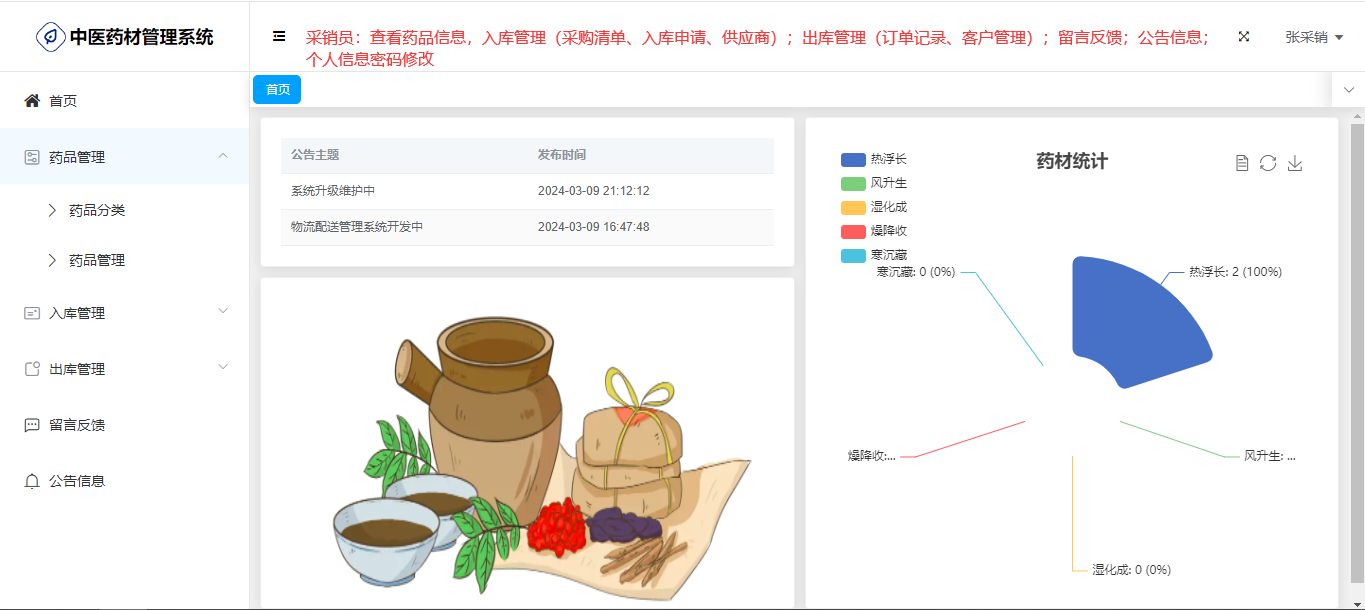 中医药材管理系统
采销员：查看药品信息，入库管理（采购清单、入库申请、供应商）；出库管理（订单记录、客户管理）；留言反馈；公告信息；
个人信息密码修改
张采销
首页
药品管理
药品分类
药品管理
入库管理
出库管理
留言反馈
公告信息
首页
公告主题 发布时间
系统升级维护中 2024-03-09 21:12:12
物流配送管理系统开发中 2024-03-09 16:47:48
药材统计
热浮长
风升生
湿化成
燥降收
寒沉藏
寒沉藏: 0 (0%)
热浮长: 2 (100%)
燥降收:...
风升生: ...
湿化成: 0 (0%)